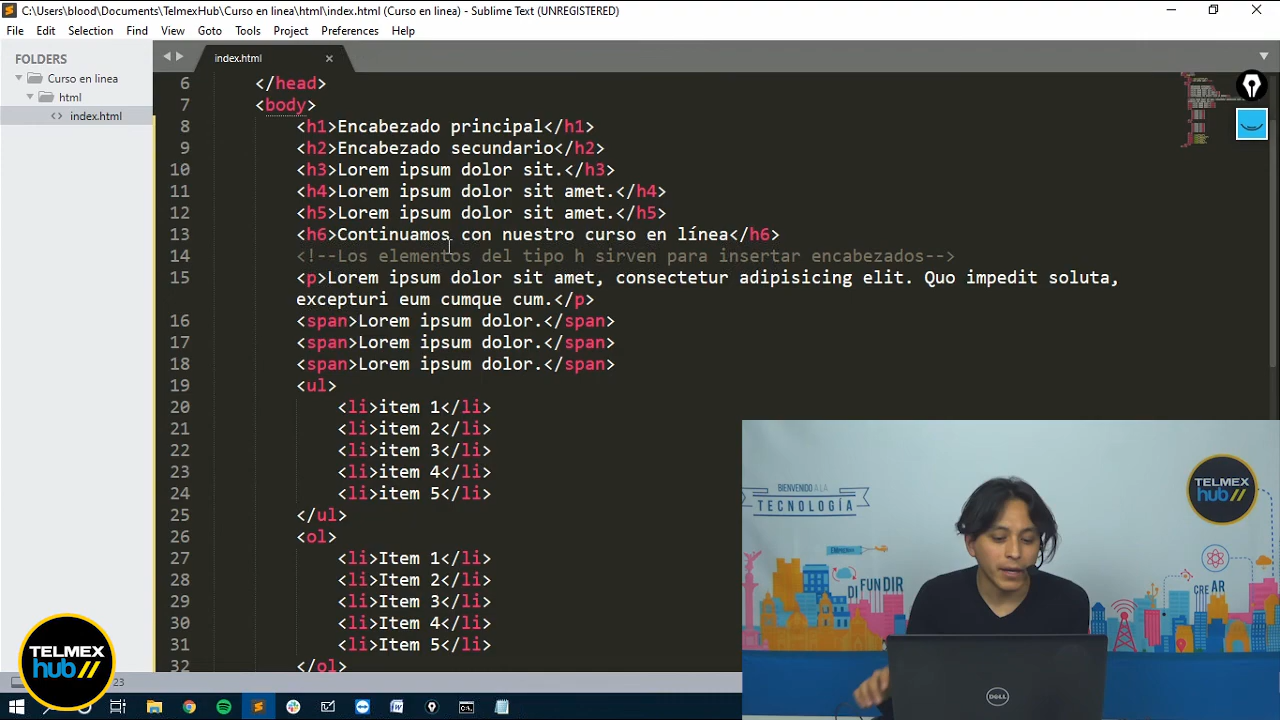 C:\Users\blood\Documents\TelmexHub\Curso en linea\html\index.html (Curso en linea) - Sublime Text (UNREGISTERED)
File Edit Selection Find View Goto Tools Project Preferences Help
FOLDERS
Curso en linea
html
index.html
index.html
6 </head>
7 <body>
8 <h1>Encabezado principal</h1>
9 <h2>Encabezado secundario</h2>
10 <h3>Lorem ipsum dolor sit.</h3>
11 <h4>Lorem ipsum dolor sit amet.</h4>
12 <h5>Lorem ipsum dolor sit amet.</h5>
13 <h6>Continuamos con nuestro curso en línea</h6>
14 <!--Los elementos del tipo h sirven para insertar encabezados-->
15 <p>Lorem ipsum dolor sit amet, consectetur adipisicing elit. Quo impedit soluta,
excepturi eum cumque cum.</p>
16 <span>Lorem ipsum dolor.</span>
17 <span>Lorem ipsum dolor.</span>
18 <span>Lorem ipsum dolor.</span>
19 <ul>
20 <li>item 1</li>
21 <li>item 2</li>
22 <li>item 3</li>
23 <li>item 4</li>
24 <li>item 5</li>
25 </ul>
26 <ol>
27 <li>Item 1</li>
28 <li>Item 2</li>
29 <li>Item 3</li>
30 <li>Item 4</li>
31 <li>Item 5</li>
32 </ol>
23
TELMEX
hub//
BIENVENIDO A LA
TECNOLOGÍA
TELMEX
hub//
FUNDIR
DI
CREAR
DELL